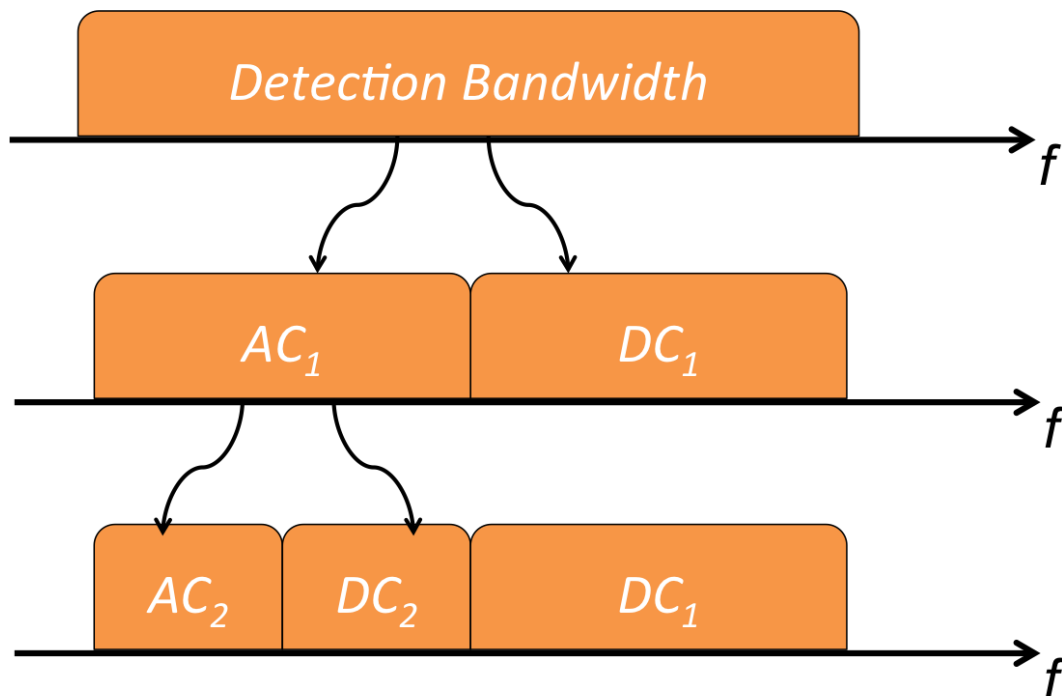 Detection Bandwidth
f
AC₁ DC₁
f
AC₂ DC₂ DC₁
f